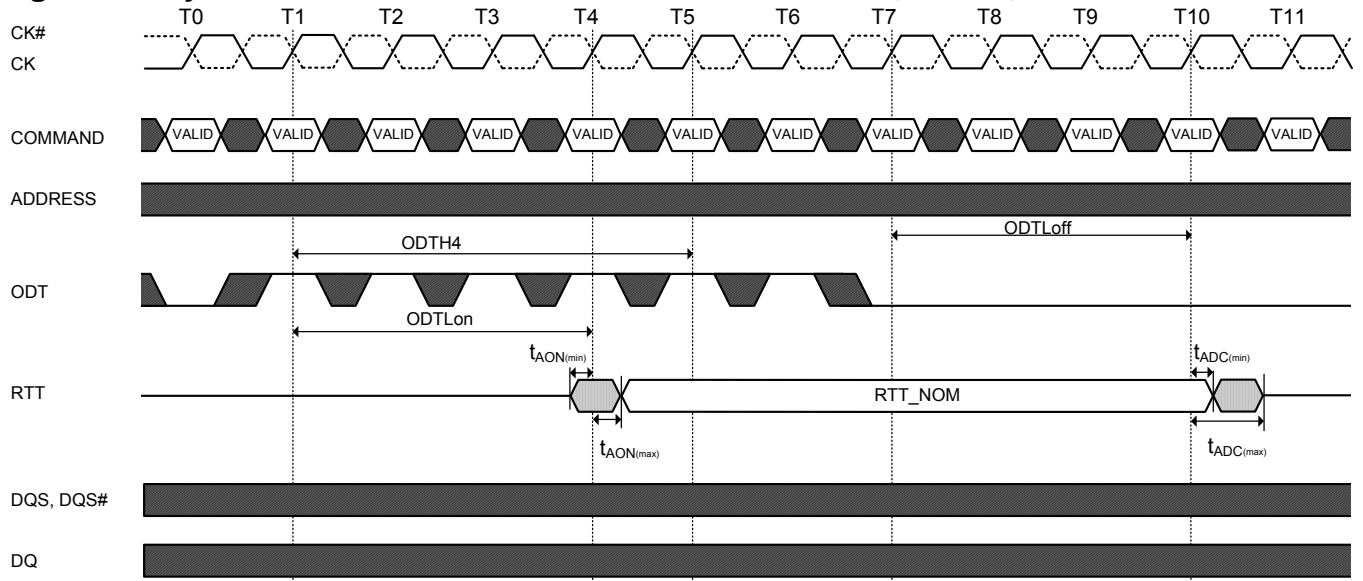 T0 T1 T2 T3 T4 T5 T6 T7 T8 T9 T10 T11
CK#
CK
COMMAND VALID VALID VALID VALID VALID VALID VALID VALID VALID VALID VALID VALID
ADDRESS
ODTLoff
ODTH4
ODT
ODTLon
tAON(min) tADC(min)
RTT RTT_NOM
tAON(max) tADC(max)
DQS, DQS#
DQ